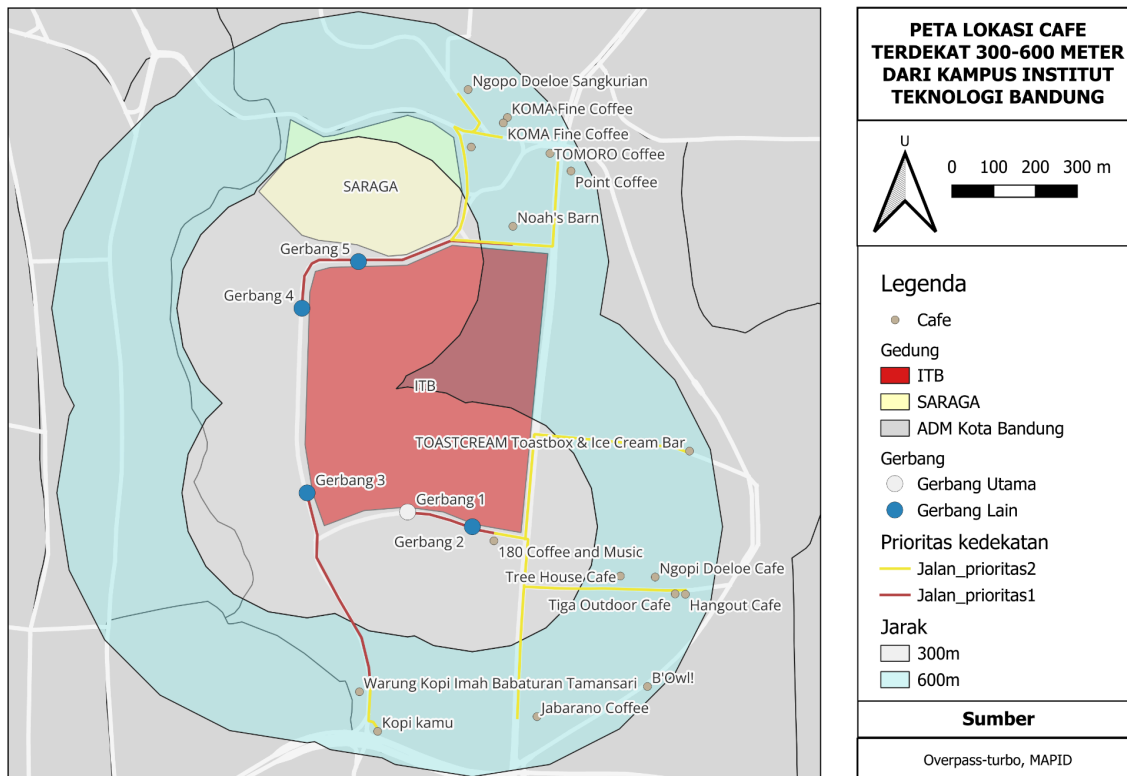 Ngopo Doeloe Sangkurian
KOMA Fine Coffee
KOMA Fine Coffee
TOMORO Coffee
Point Coffee
SARAGA
Noah's Barn
Gerbang 5
Gerbang 4
ITB
TOASTCREAM Toastbox & Ice Cream Bar
Gerbang 3
Gerbang 1
Gerbang 2
180 Coffee and Music
Tree House Cafe
Ngopi Doeloe Cafe
Tiga Outdoor Cafe
Hangout Cafe
Warung Kopi Imah Babaturan Tamansari
B'Owl!
Jabarano Coffee
Kopi kamu
PETA LOKASI CAFE
TERDEKAT 300-600 METER
DARI KAMPUS INSTITUT
TEKNOLOGI BANDUNG
U
0 100 200 300 m
Legenda
Cafe
Gedung
ITB
SARAGA
ADM Kota Bandung
Gerbang
Gerbang Utama
Gerbang Lain
Prioritas kedekatan
Jalan_prioritas2
Jalan_prioritas1
Jarak
300m
600m
Sumber
Overpass-turbo, MAPID